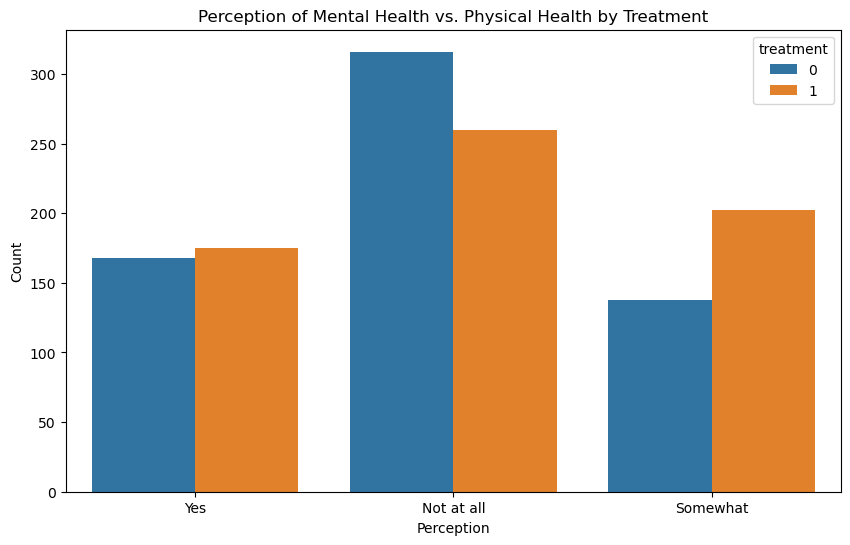 Perception of Mental Health vs. Physical Health by Treatment
treatment
0
1
300
250
200
150
100
50
0
Count
Yes
Not at all
Somewhat
Perception